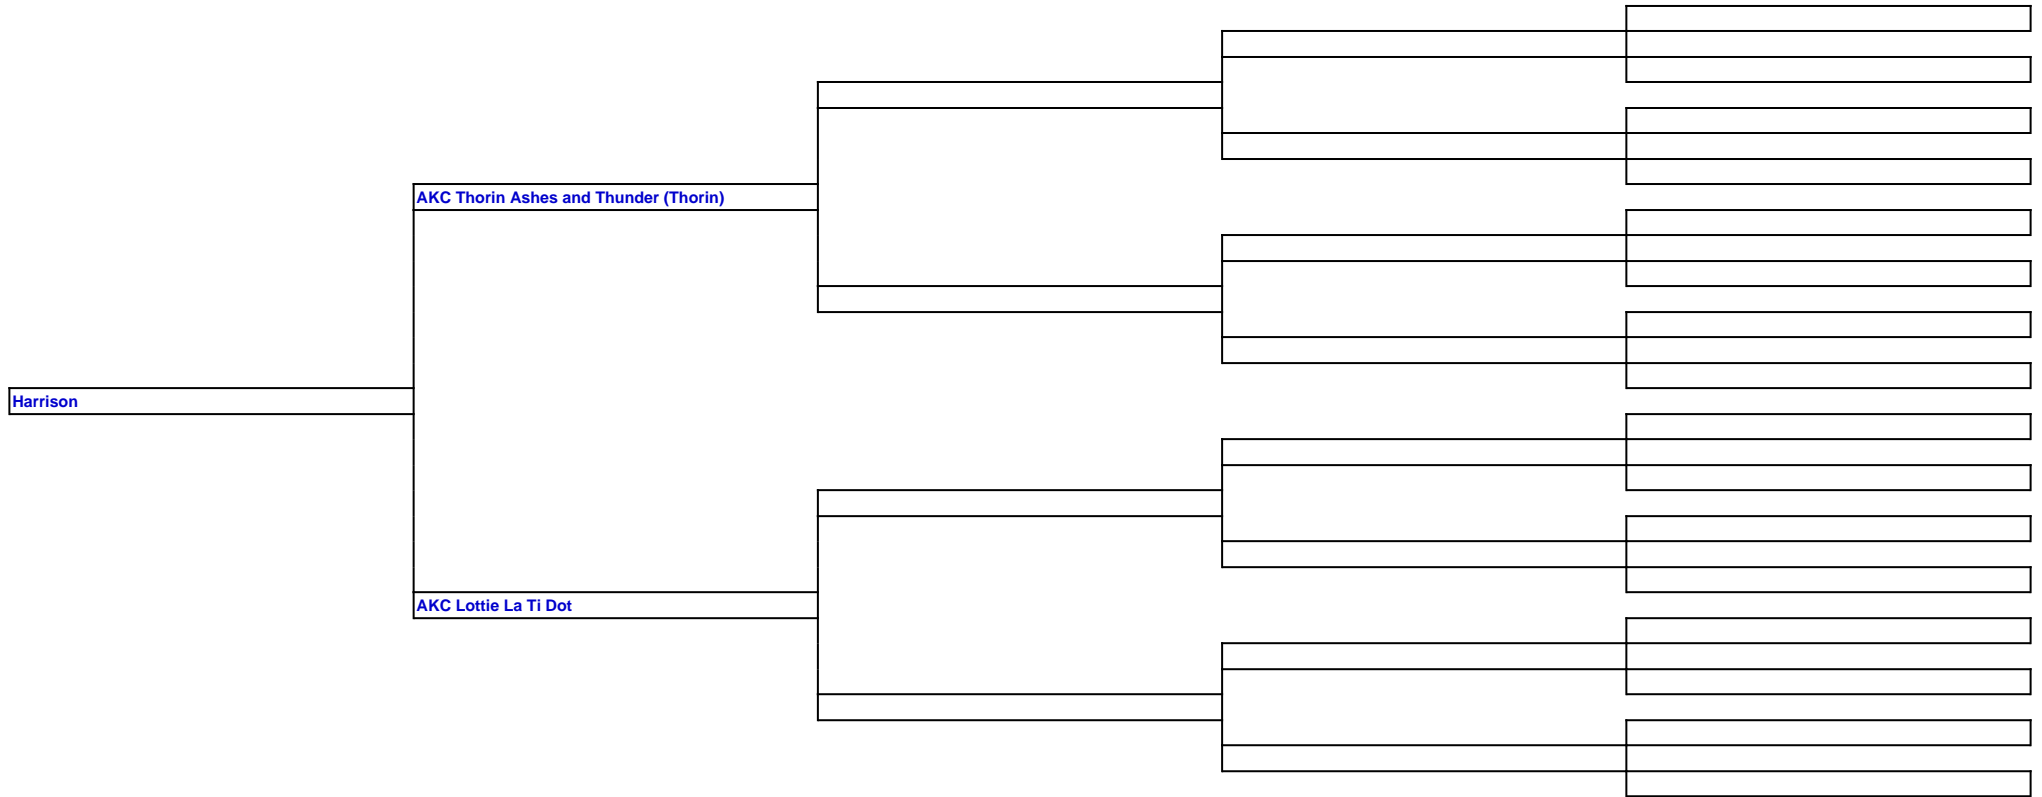 AKC Thorin Ashes and Thunder (Thorin)
Harrison
AKC Lottie La Ti Dot